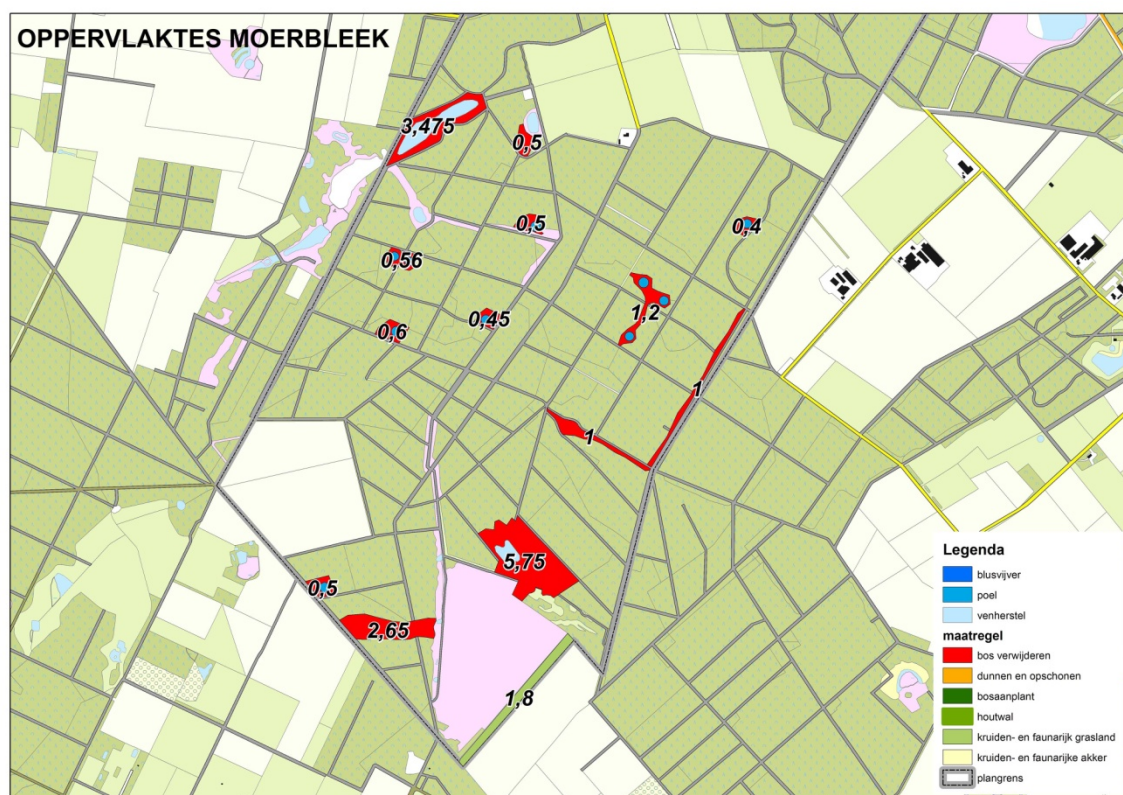 OPPERVLAKTES MOERBLEEK
3,475
0,5
0,5
0,4
0,56
1,2
0,45
0,6
1
1
5,75
0,5
2,65
1,8
Legenda
blusvijver
poel
venherstel
maatregel
bos verwijderen
dunnen en opschonen
bosaanplant
houtwal
kruiden- en faunarijk grasland
kruiden- en faunarijke akker
plangrens